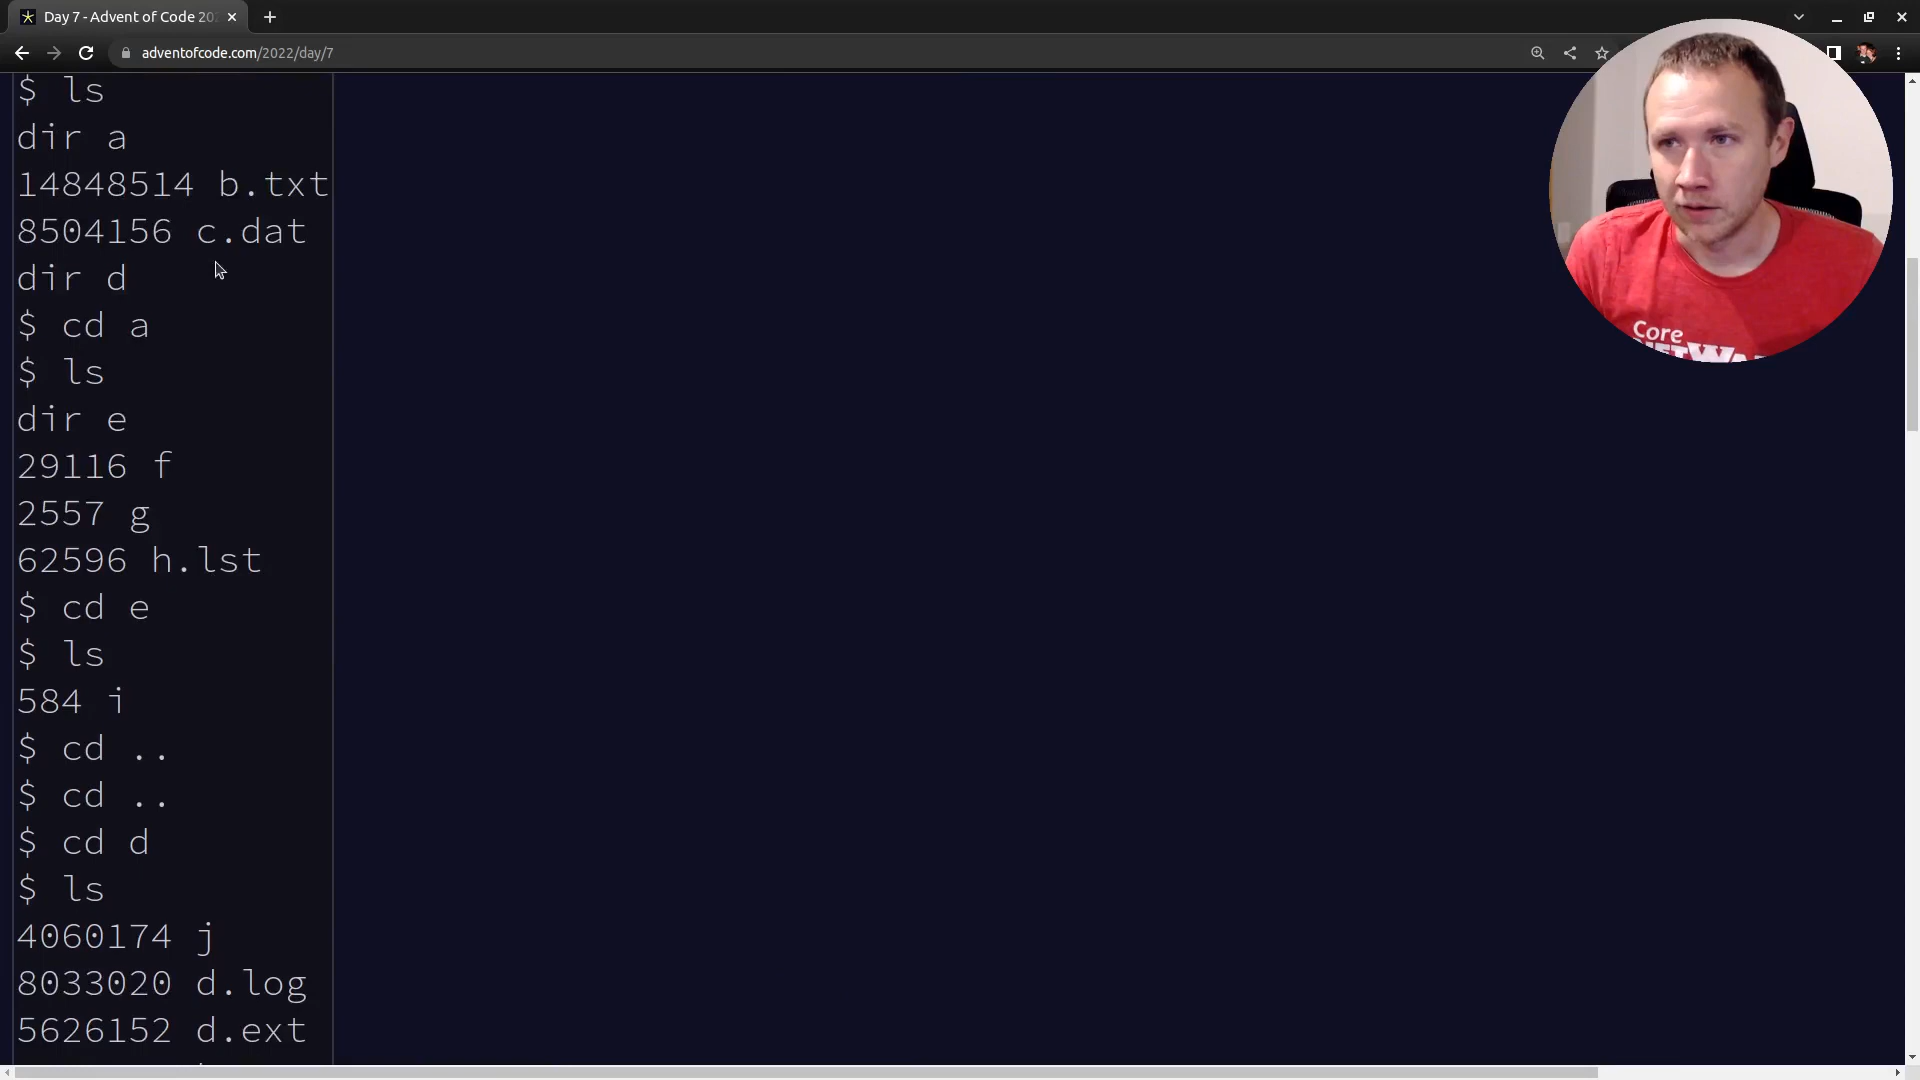 Day 7 - Advent of Code 202
adventofcode.com/2022/day/7
$ ls
dir a
14848514 b.txt
8504156 c.dat
dir d
$ cd a
$ ls
dir e
29116 f
2557 g
62596 h.lst
$ cd e
$ ls
584 i
$ cd ..
$ cd ..
$ cd d
$ ls
4060174 j
8033020 d.log
5626152 d.ext
Core